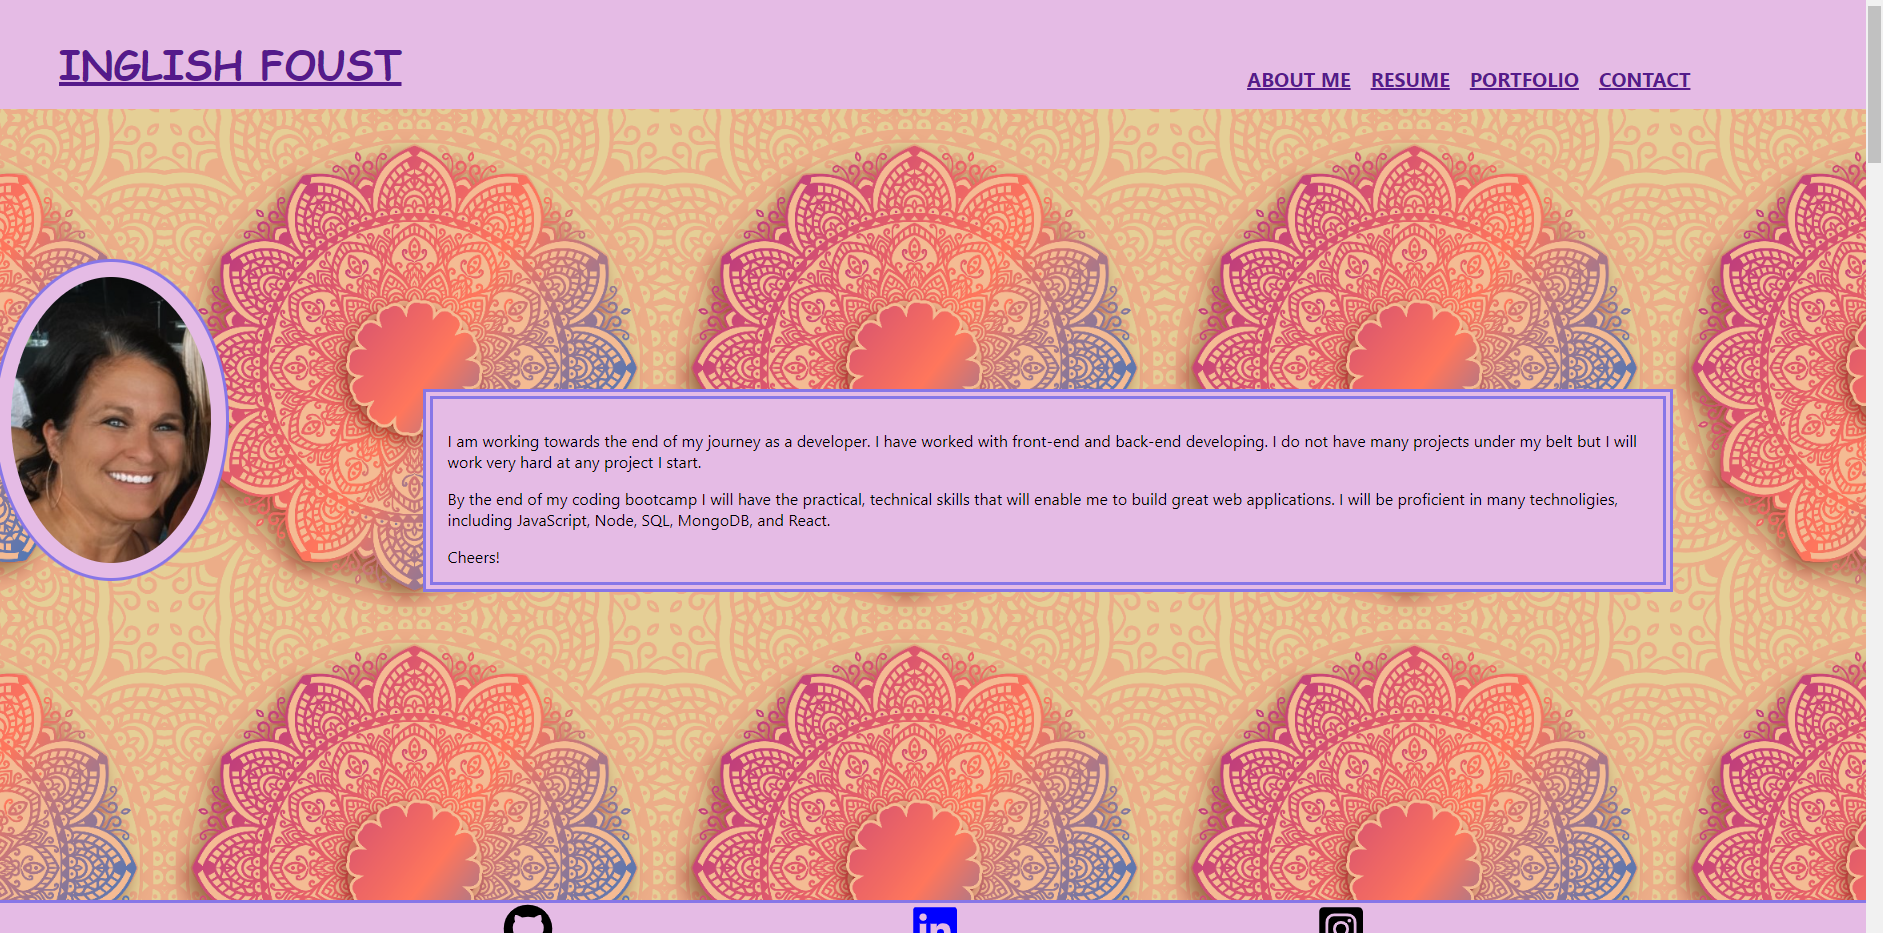 INGLISH FOUST
ABOUT ME RESUME PORTFOLIO CONTACT
I am working towards the end of my journey as a developer. I have worked with front-end and back-end developing. I do not have many projects under my belt but I will
work very hard at any project I start.
By the end of my coding bootcamp I will have the practical, technical skills that will enable me to build great web applications. I will be proficient in many technoligies,
including JavaScript, Node, SQL, MongoDB, and React.
Cheers!
in